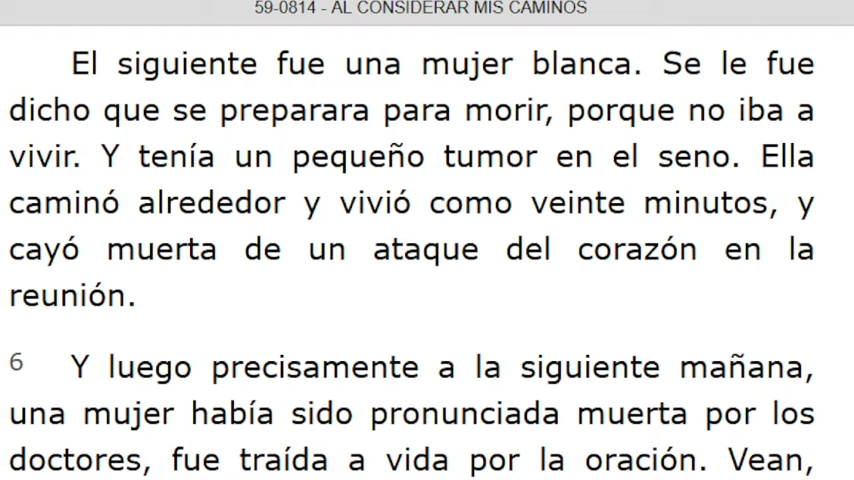 59-0814 - AL CONSIDERAR MIS CAMINOS
El siguiente fue una mujer blanca. Se le fue
dicho que se preparara para morir, porque no iba a
vivir. Y tenía un pequeño tumor en el seno. Ella
caminó alrededor y vivió como veinte minutos, y
cayó muerta de un ataque del corazón en la
reunión.
6 Y luego precisamente a la siguiente mañana,
una mujer había sido pronunciada muerta por los
doctores, fue traída a vida por la oración. Vean,